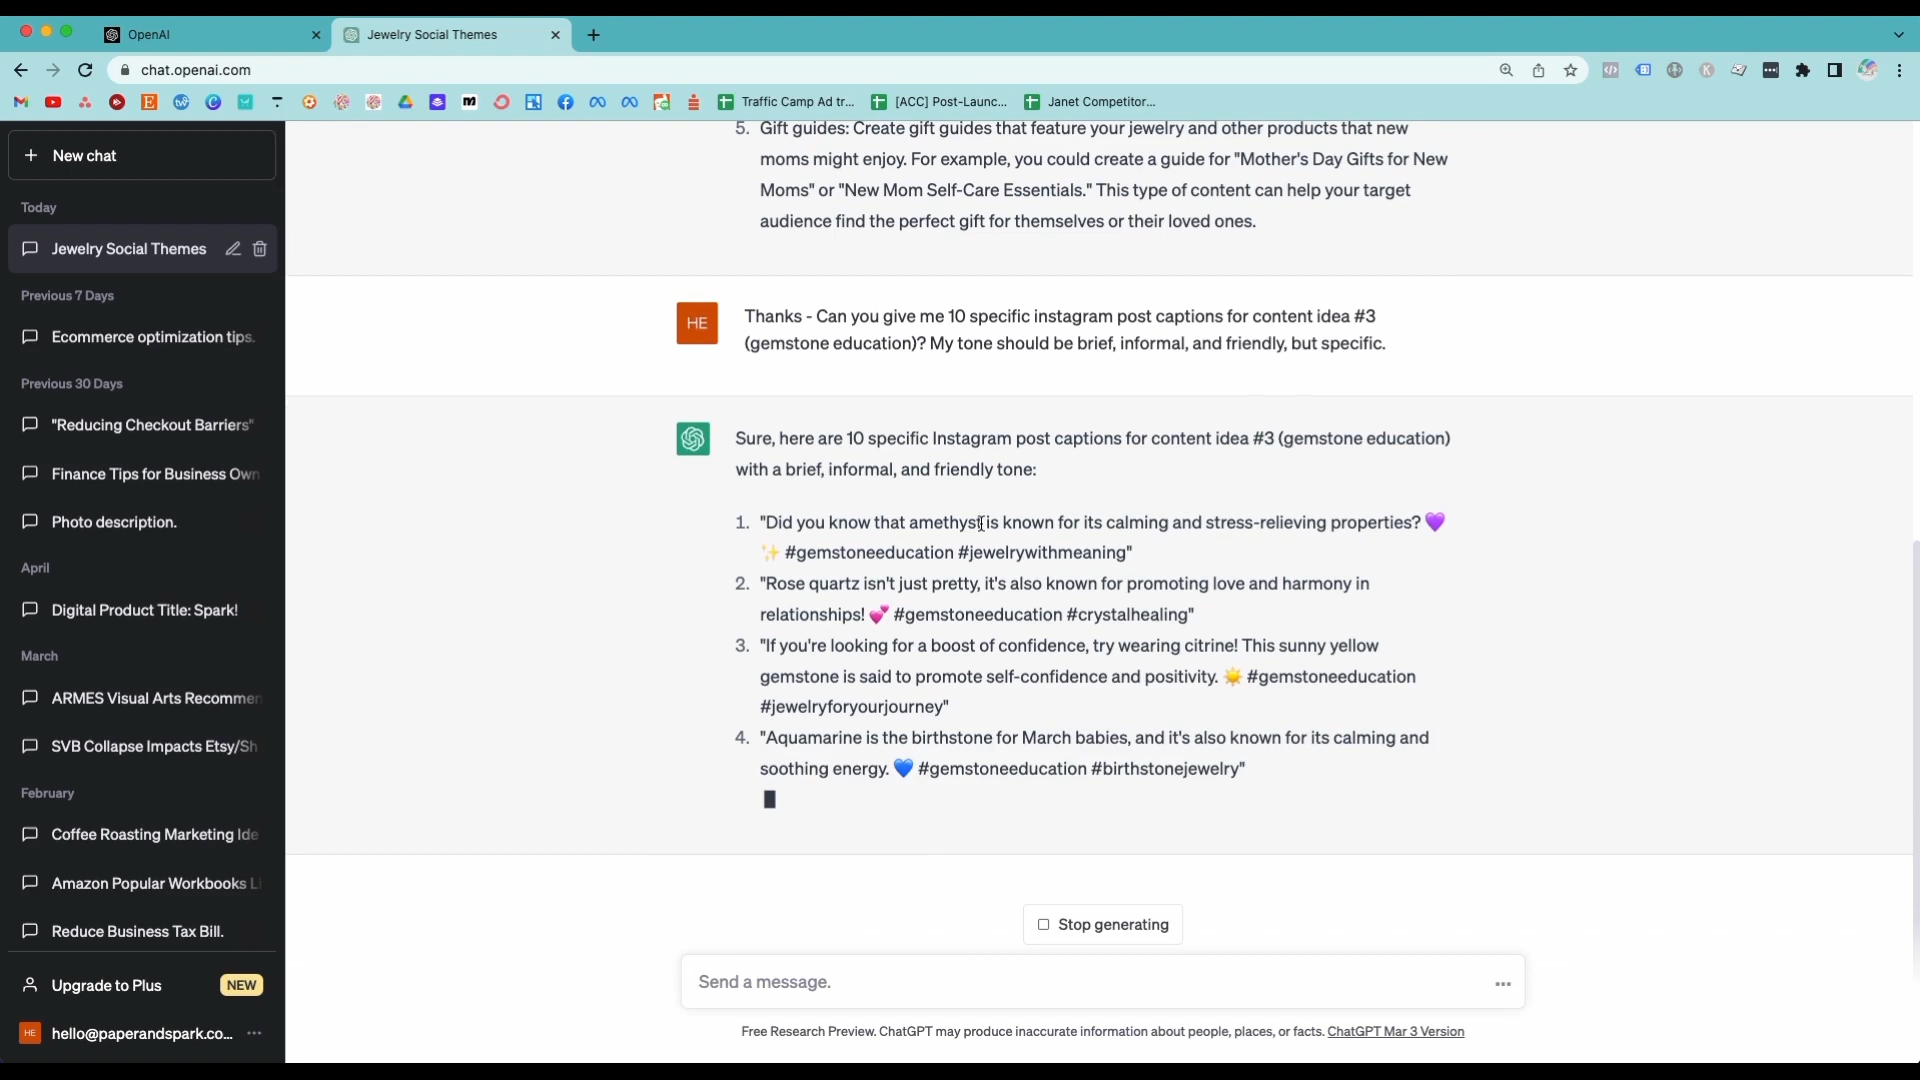 OpenAI
Jewelry Social Themes
chat.openai.com
Traffic Camp Ad tr...
[ACC] Post-Launc...
Janet Competitor...
New chat
Today
Jewelry Social Themes
Previous 7 Days
Ecommerce optimization tips.
Previous 30 Days
"Reducing Checkout Barriers"
Finance Tips for Business Own
Photo description.
April
Digital Product Title: Spark!
March
ARMES Visual Arts Recommen
SVB Collapse Impacts Etsy/Sh
February
Coffee Roasting Marketing Ide
Amazon Popular Workbooks Li
Reduce Business Tax Bill.
Upgrade to Plus NEW
HE hello@paperandspark.co...
5. Gift guides: Create gift guides that feature your jewelry and other products that new
moms might enjoy. For example, you could create a guide for "Mother's Day Gifts for New
Moms" or "New Mom Self-Care Essentials." This type of content can help your target
audience find the perfect gift for themselves or their loved ones.
HE
Thanks - Can you give me 10 specific instagram post captions for content idea #3
(gemstone education)? My tone should be brief, informal, and friendly, but specific.
Sure, here are 10 specific Instagram post captions for content idea #3 (gemstone education)
with a brief, informal, and friendly tone:
1. "Did you know that amethyst is known for its calming and stress-relieving properties? 💜
✨ #gemstoneeducation #jewelrywithmeaning"
2. "Rose quartz isn't just pretty, it's also known for promoting love and harmony in
relationships! 💕 #gemstoneeducation #crystalhealing"
3. "If you're looking for a boost of confidence, try wearing citrine! This sunny yellow
gemstone is said to promote self-confidence and positivity. ☀️ #gemstoneeducation
#jewelryforyourjourney"
4. "Aquamarine is the birthstone for March babies, and it's also known for its calming and
soothing energy. 💙 #gemstoneeducation #birthstonejewelry"
Stop generating
Send a message.
Free Research Preview. ChatGPT may produce inaccurate information about people, places, or facts. ChatGPT Mar 3 Version